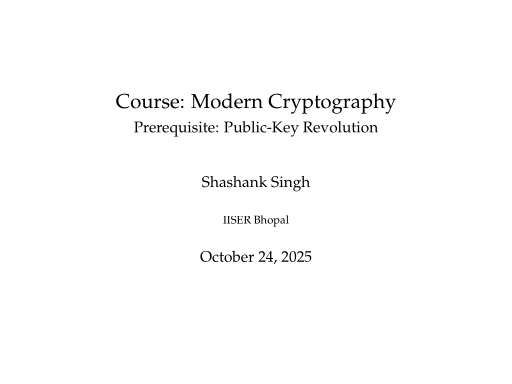 Course: Modern Cryptography
Prerequisite: Public-Key Revolution
Shashank Singh
IISER Bhopal
October 24, 2025